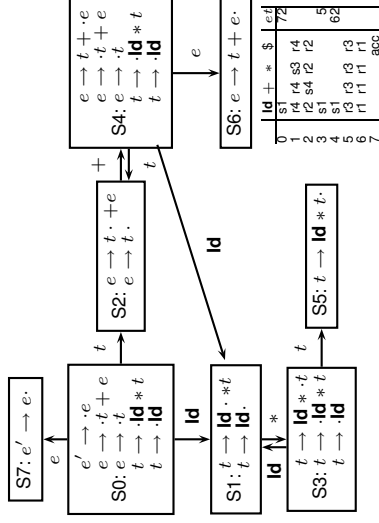 S7: e′ → e·
e
e′ → ·e
e → ·t + e
S0: e → ·t
t → ·Id * t
t → ·Id
t
S2: e → t· +e
e → t·
+
t
e → t + ·e
e → ·t + e
S4: e → ·t
t → ·Id * t
t → ·Id
Id
Id
e
S1: t → Id· *t
t → Id·
S6: e → t + e·
Id
*
t → Id * ·t
S3: t → ·Id * t
t → ·Id
t
S5: t → Id * t·
Id + * $ e t
0 s1 7 2
1 r4 r4 s3
2 r2 s4 r2
3 s1 5
4 s1 6 2
5 r3 r3 r3
6 r1 r1 r1
7 acc